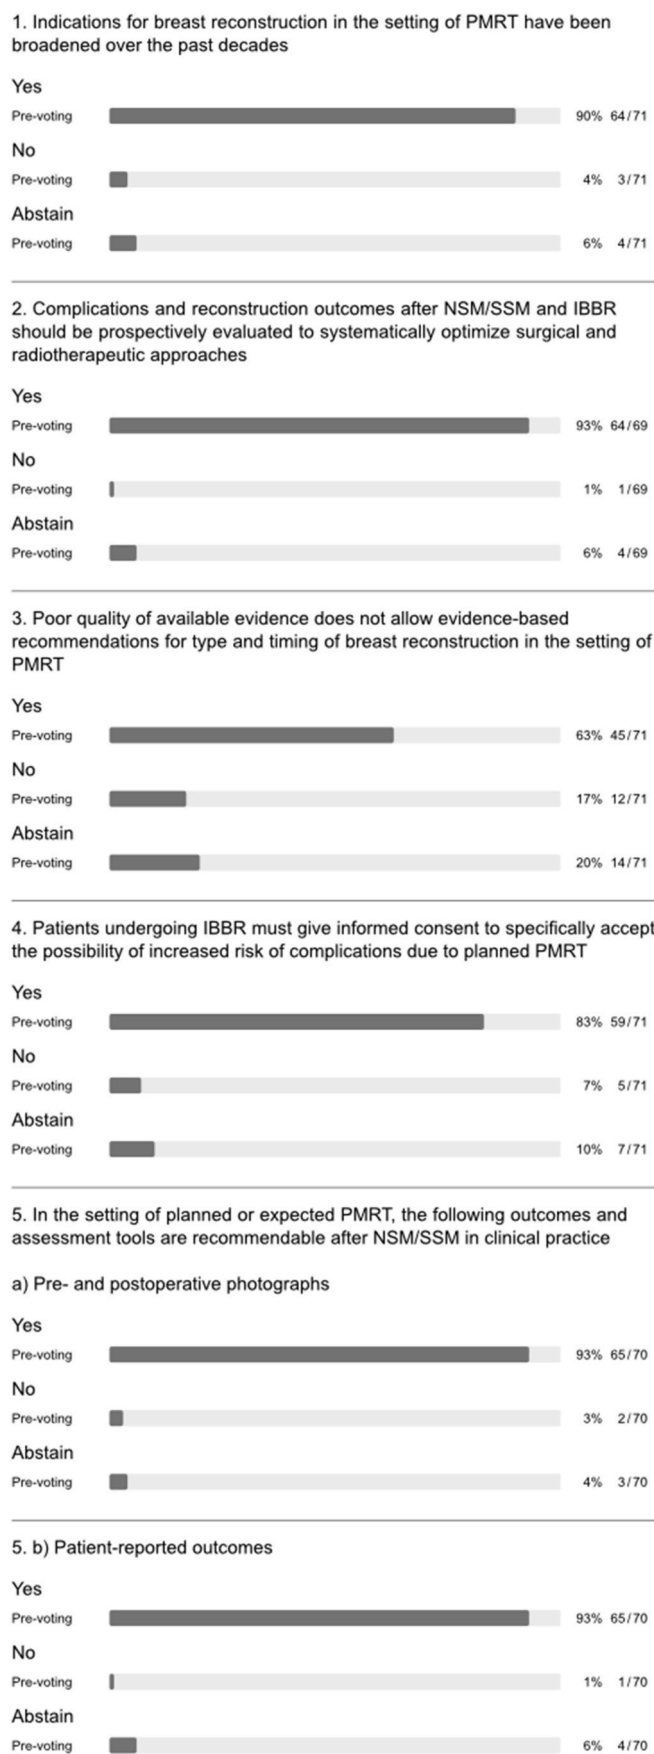 1. Indications for breast reconstruction in the setting of PMRT have been
broadened over the past decades
Yes
Pre-voting 90% 64/71
No
Pre-voting 4% 3/71
Abstain
Pre-voting 6% 4/71
2. Complications and reconstruction outcomes after NSM/SSM and IBBR
should be prospectively evaluated to systematically optimize surgical and
radiotherapeutic approaches
Yes
Pre-voting 93% 64/69
No
Pre-voting 1% 1/69
Abstain
Pre-voting 6% 4/69
3. Poor quality of available evidence does not allow evidence-based
recommendations for type and timing of breast reconstruction in the setting of
PMRT
Yes
Pre-voting 63% 45/71
No
Pre-voting 17% 12/71
Abstain
Pre-voting 20% 14/71
4. Patients undergoing IBBR must give informed consent to specifically accept
the possibility of increased risk of complications due to planned PMRT
Yes
Pre-voting 83% 59/71
No
Pre-voting 7% 5/71
Abstain
Pre-voting 10% 7/71
5. In the setting of planned or expected PMRT, the following outcomes and
assessment tools are recommendable after NSM/SSM in clinical practice
a) Pre- and postoperative photographs
Yes
Pre-voting 93% 65/70
No
Pre-voting 3% 2/70
Abstain
Pre-voting 4% 3/70
5. b) Patient-reported outcomes
Yes
Pre-voting 93% 65/70
No
Pre-voting 1% 1/70
Abstain
Pre-voting 6% 4/70